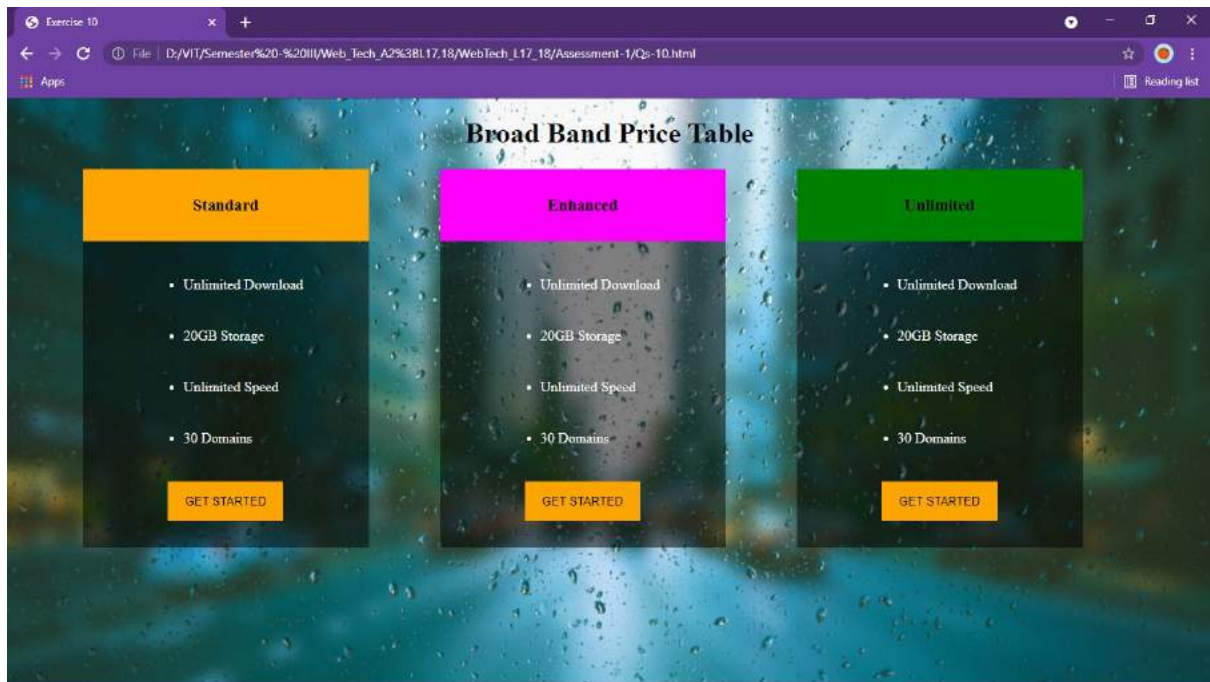 Exercise 10
File | D:/VIT/Semester%20-%20III/Web_Tech_A2%3BL17,18/WebTech_L17_18/Assessment-1/Qs-10.html
Apps
Reading list
Broad Band Price Table
Standard
Enhanced
Unlimited
• Unlimited Download
• 20GB Storage
• Unlimited Speed
• 30 Domains
GET STARTED
• Unlimited Download
• 20GB Storage
• Unlimited Speed
• 30 Domains
GET STARTED
• Unlimited Download
• 20GB Storage
• Unlimited Speed
• 30 Domains
GET STARTED